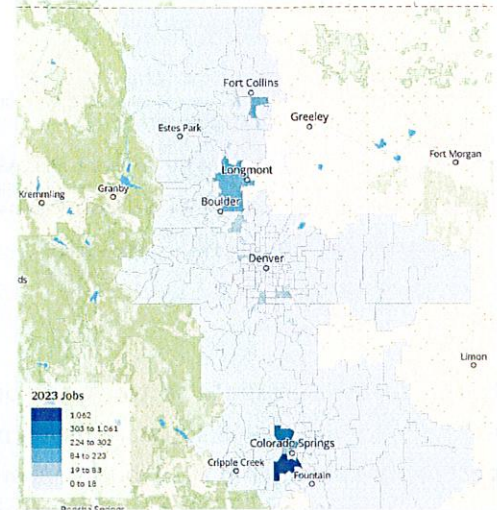 Fort Collins
Greeley
Estes Park
Fort Morgan
Longmont
Kremmling
Granby
Boulder
Denver
ds
Limon
2023 Jobs
1,062
303 to 1,061
224 to 302
84 to 223
19 to 83
0 to 18
Colorado Springs
Cripple Creek
Fountain